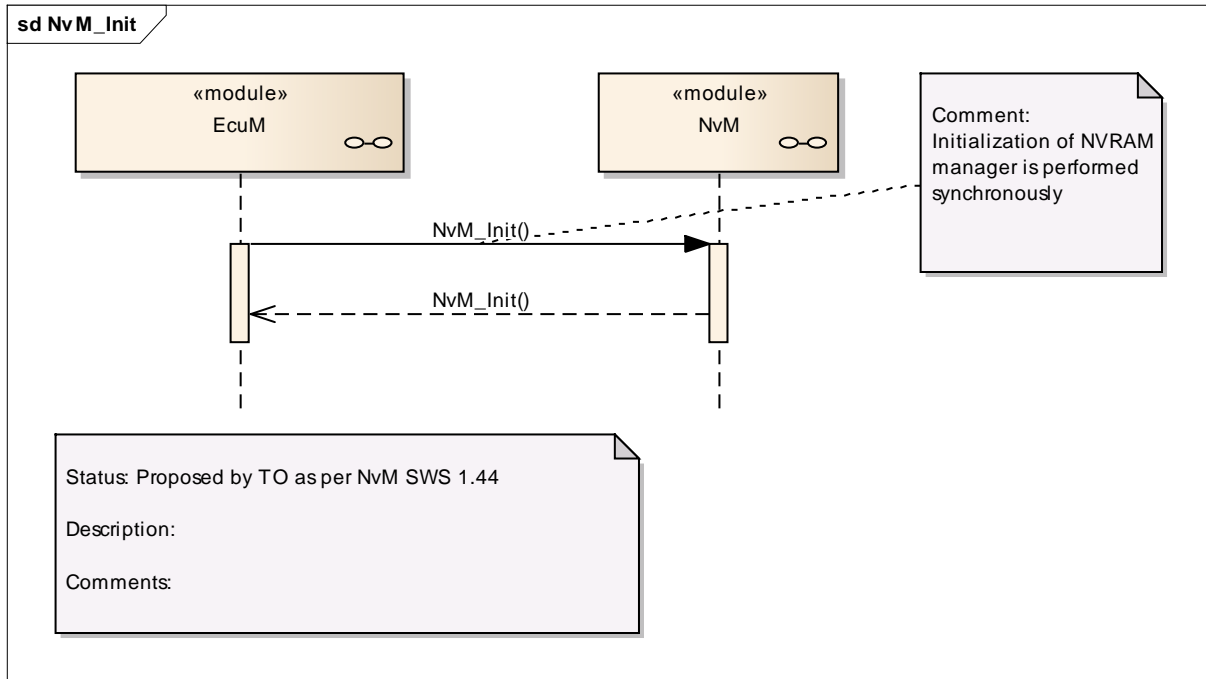 sd NvM_Init
«module»
EcuM
«module»
NvM
Comment:
Initialization of NVRAM
manager is performed
synchronously
NvM_Init()
NvM_Init()
Status: Proposed by TO as per NvM SWS 1.44
Description:
Comments: